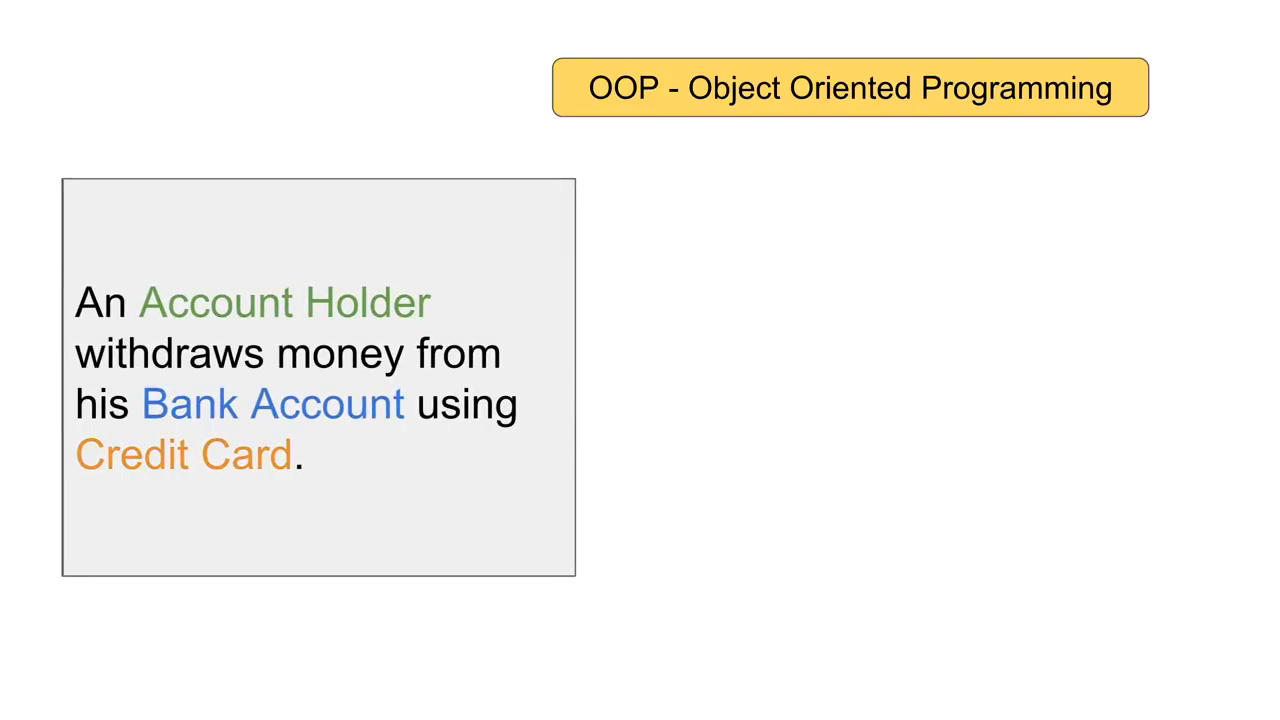 OOP - Object Oriented Programming
An Account Holder
withdraws money from
his Bank Account using
Credit Card.